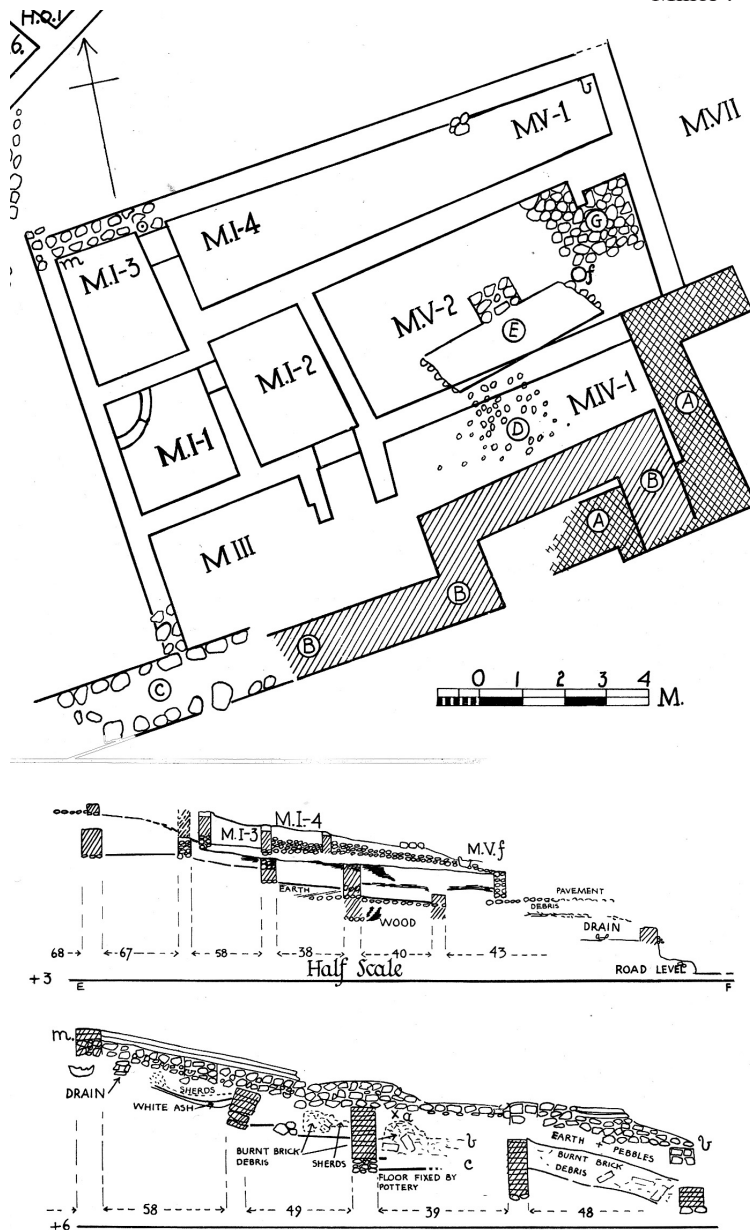 H.O.1
6.
M.VII
M.V-1
b
M.I-4
G
m
M.I-3
f
M.V-2
E
M.I-2
M.IV-1
A
D
M.I-1
B
A
M III
B
B
C
0 1 2 3 4
M.
M.I-4
M.I-3
M.V.f
EARTH
PAVEMENT
DEBRIS
WOOD
DRAIN
68 67 58 38 40 43
Half Scale
ROAD LEVEL
+3
E F
m.
DRAIN
SHERDS
WHITE ASH
x a
BURNT BRICK
DEBRIS
SHERDS
b
c
FLOOR FIXED BY
POTTERY
EARTH + PEBBLES
BURNT BRICK
DEBRIS
b
58 49 39 48
+6